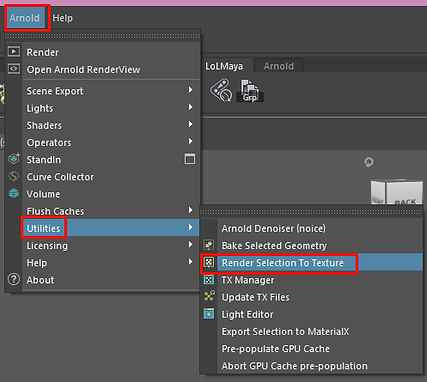 Arnold Help
LoLMaya Arnold
Render
Open Arnold RenderView
Scene Export
Lights
Shaders
Operators
StandIn
Curve Collector
Volume
Flush Caches
Utilities
Licensing
Help
About
Grp
BACK
Arnold Denoiser (noice)
Bake Selected Geometry
Render Selection To Texture
TX Manager
Update TX Files
Light Editor
Export Selection to MaterialX
Pre-populate GPU Cache
Abort GPU Cache pre-population